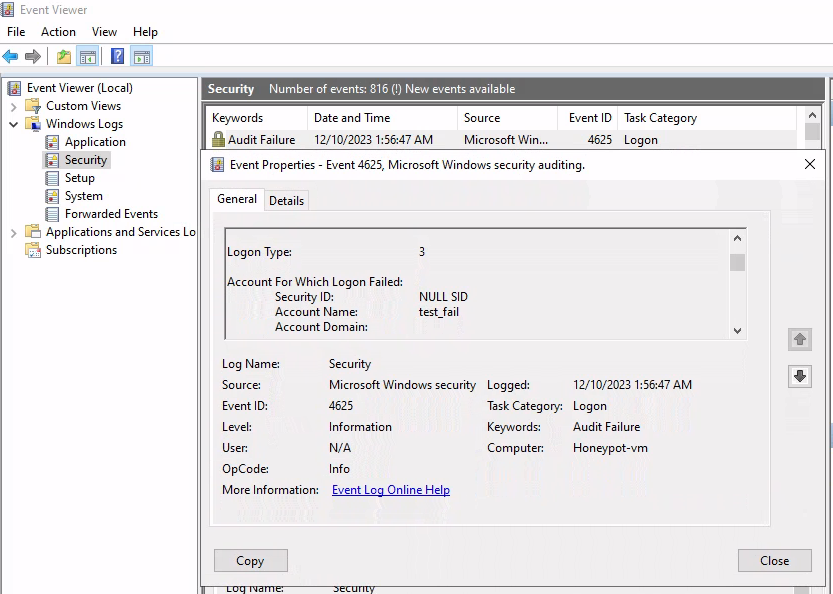 Event Viewer
File Action View Help
Event Viewer (Local)
Custom Views
Windows Logs
Application
Security
Setup
System
Forwarded Events
Applications and Services Lo
Subscriptions
Security Number of events: 816 (!) New events available
Keywords Date and Time Source Event ID Task Category
Audit Failure 12/10/2023 1:56:47 AM Microsoft Win... 4625 Logon
Event Properties - Event 4625, Microsoft Windows security auditing.
General Details
Logon Type: 3
Account For Which Logon Failed:
Security ID: NULL SID
Account Name: test_fail
Account Domain:
Log Name: Security
Source: Microsoft Windows security Logged: 12/10/2023 1:56:47 AM
Event ID: 4625 Task Category: Logon
Level: Information Keywords: Audit Failure
User: N/A Computer: Honeypot-vm
OpCode: Info
More Information: Event Log Online Help
Copy Close
Log Name: Security